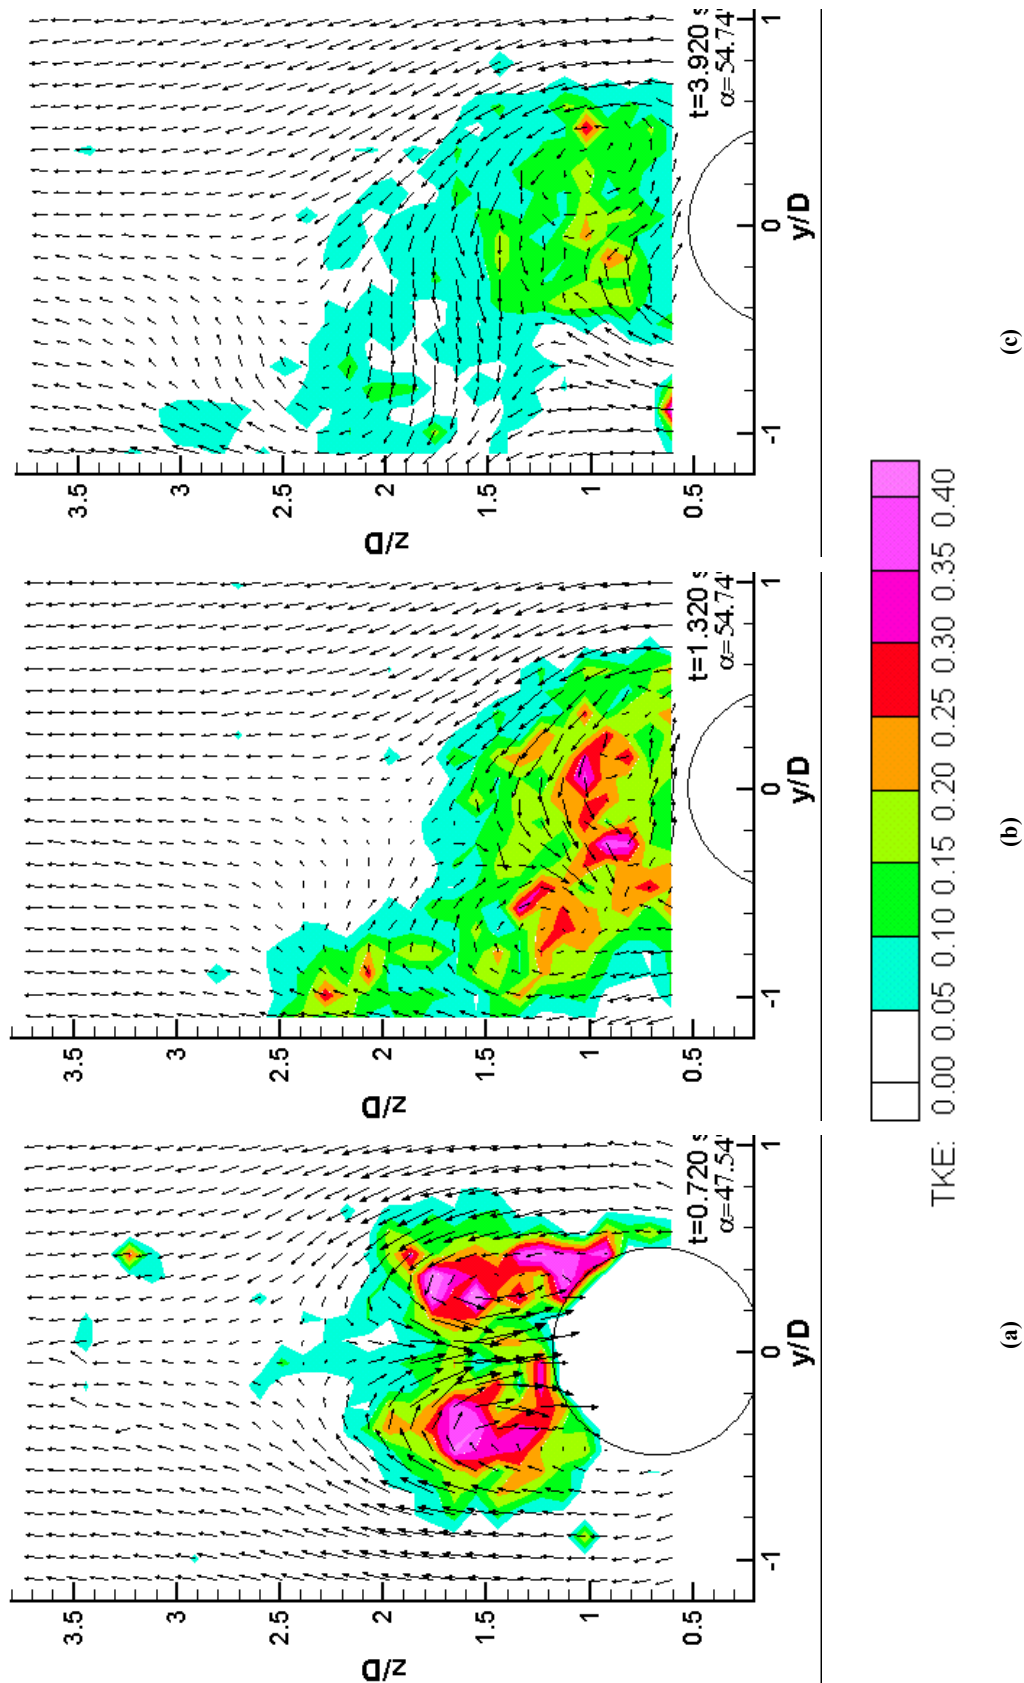 3.5
3
2.5
2
1.5
1
0.5
z/D
-1
0
1
y/D
t=0.720 s
α=47.54°
(a)
3.5
3
2.5
2
1.5
1
0.5
z/D
-1
0
1
y/D
t=1.320 s
α=54.74°
(b)
3.5
3
2.5
2
1.5
1
0.5
z/D
-1
0
1
y/D
t=3.920 s
α=54.74°
(c)
TKE: 0.00 0.05 0.10 0.15 0.20 0.25 0.30 0.35 0.40